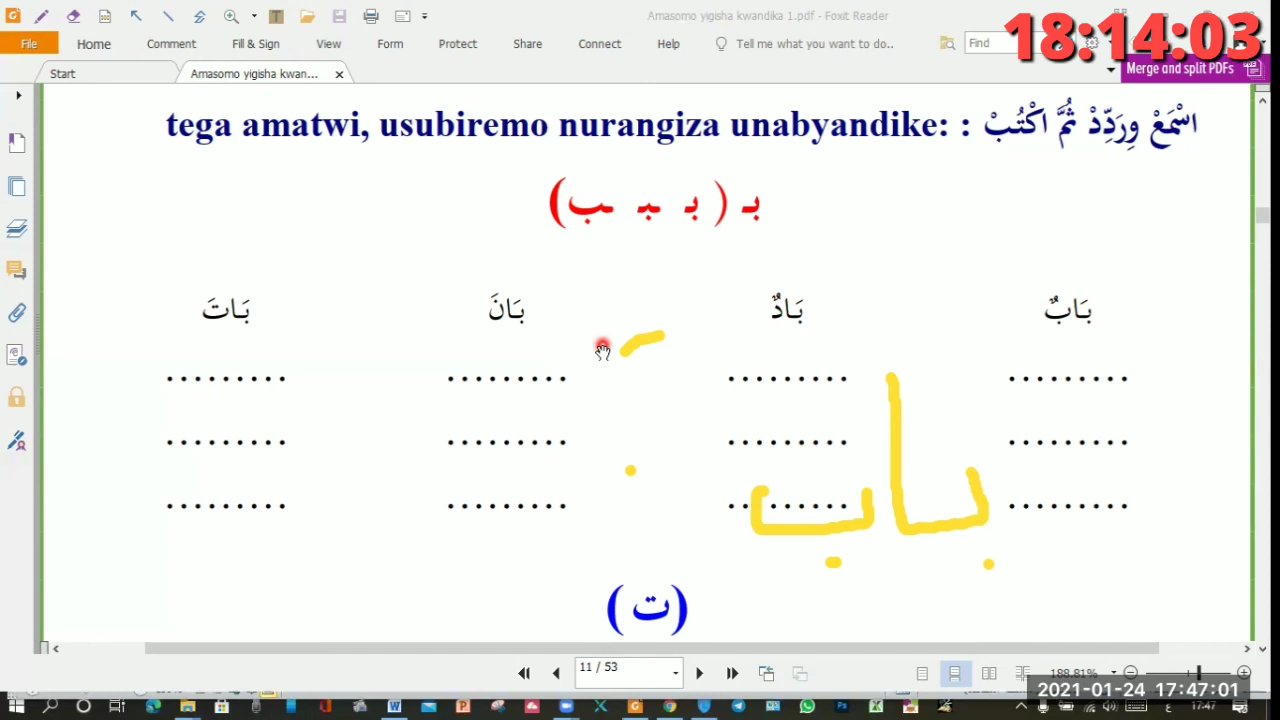 Amasomo yigisha kwandika 1.pdf - Foxit Reader
18:14:03
File Home Comment Fill & Sign View Form Protect Share Connect Help Tell me what you want to do.. Find
Start Amasomo yigisha kwan... Merge and split PDFs
tega amatwi, usubiremo nurangiza unabyandike: : اسْمَعْ وِرَدِّدْ ثُمَّ اكْتُبْ
بـ ( بـ ـبـ ـب)
بَابٌ بَادٌ بَانَ بَاتَ
......... ......... ......... .........
......... ......... ......... .........
......... ......... ......... .........
باب
(ت )
11 / 53 188.81%
2021-01-24 17:47:01
17:47